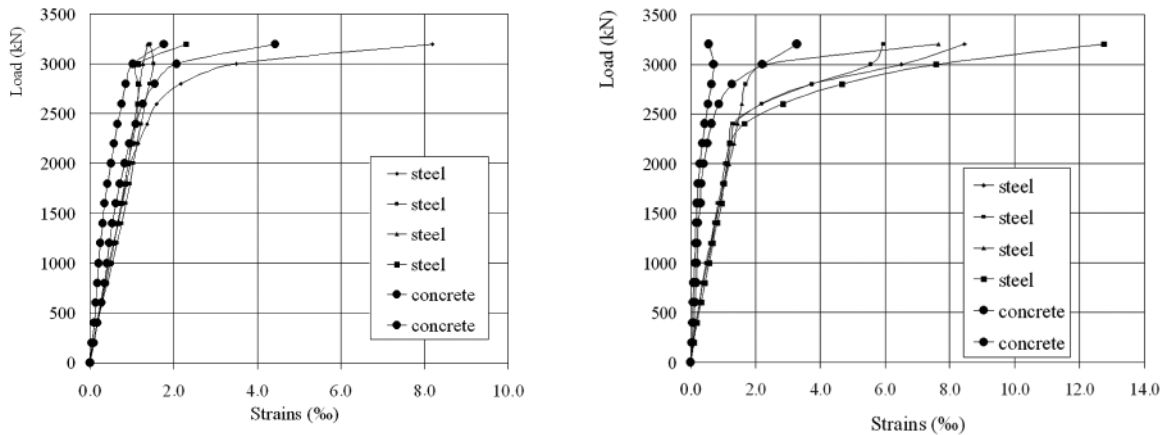 Load (kN)
3500
3000
2500
2000
1500
1000
500
0
0.0 2.0 4.0 6.0 8.0 10.0
Strains (‰)
steel
steel
steel
steel
concrete
concrete
Load (kN)
3500
3000
2500
2000
1500
1000
500
0
0.0 2.0 4.0 6.0 8.0 10.0 12.0 14.0
Strains (‰)
steel
steel
steel
steel
concrete
concrete